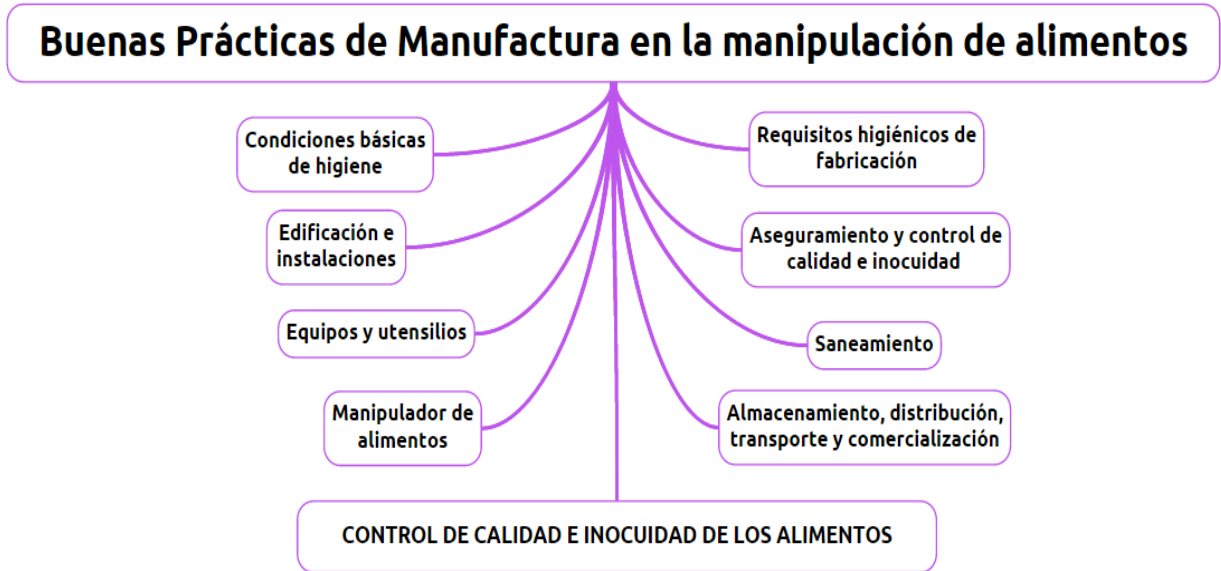 Buenas Prácticas de Manufactura en la manipulación de alimentos
Condiciones básicas
de higiene
Edificación e
instalaciones
Equipos y utensilios
Manipulador de
alimentos
Requisitos higiénicos de
fabricación
Aseguramiento y control de
calidad e inocuidad
Saneamiento
Almacenamiento, distribución,
transporte y comercialización
CONTROL DE CALIDAD E INOCUIDAD DE LOS ALIMENTOS